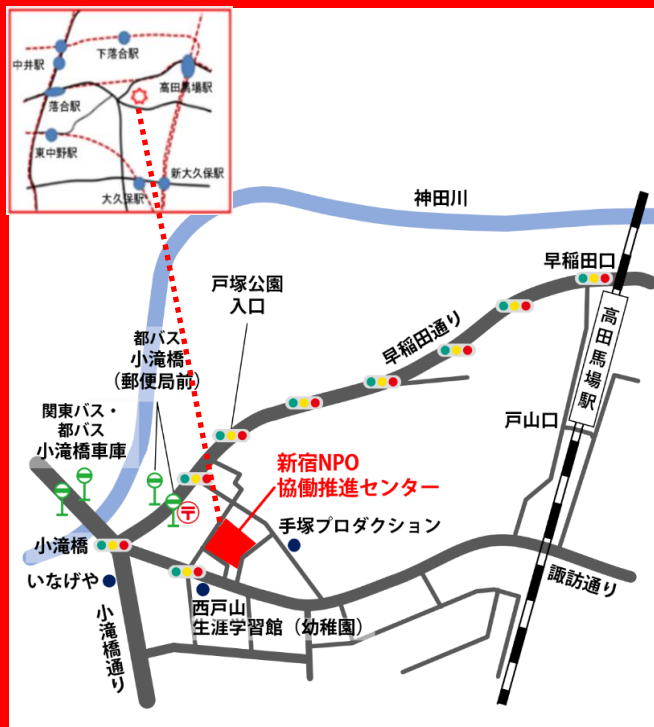 下落合駅
中井駅
高田馬場駅
落合駅
東中野駅
新大久保駅
大久保駅
神田川
早稲田口
戸塚公園
入口
早稲田通り
高田馬場駅
都バス
小滝橋
（郵便局前）
戸山口
関東バス・
都バス
小滝橋車庫
新宿NPO
協働推進センター
〒
手塚プロダクション
小滝橋
いなげや
諏訪通り
西戸山
生涯学習館（幼稚園）
小滝橋通り